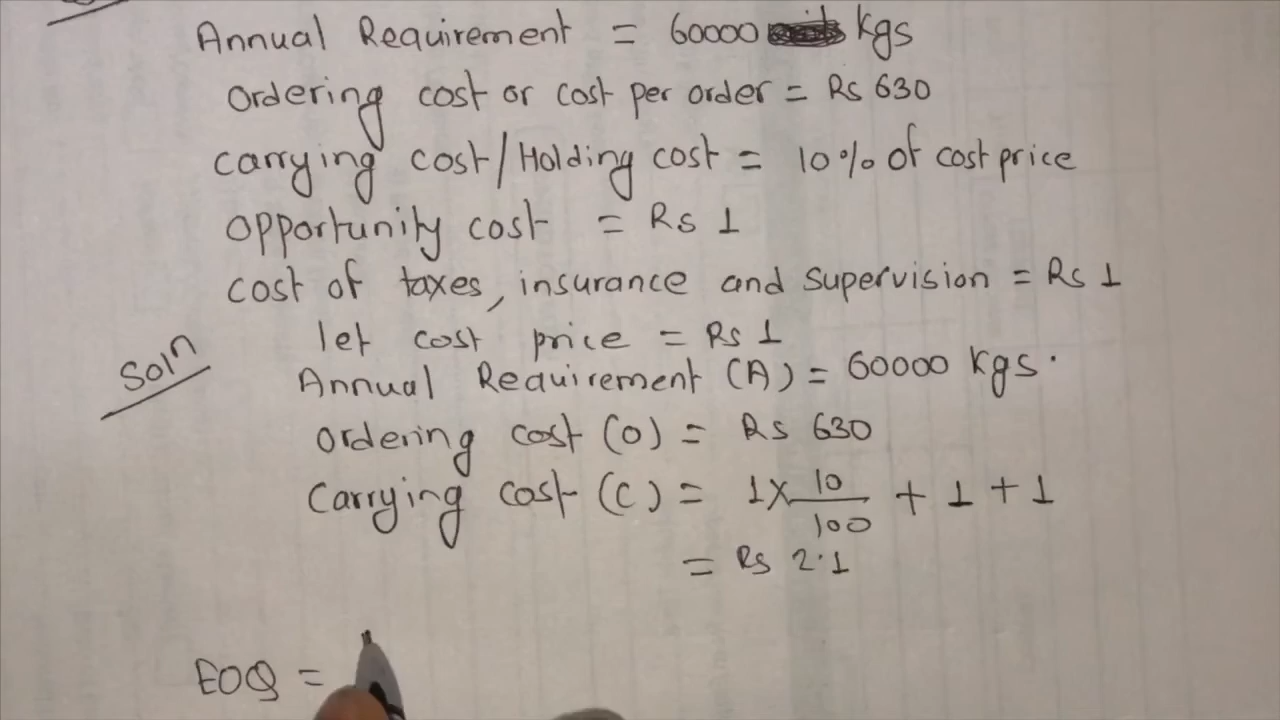 Annual Requirement = 60000 kgs
ordering cost or cost per order = Rs 630
carrying cost/Holding cost = 10% of cost price
opportunity cost = Rs 1
cost of taxes, insurance and supervision = Rs 1
let cost price = Rs 1
Soln
Annual Requirement (A) = 60000 kgs.
ordering cost (O) = Rs 630
Carrying cost (C) = 1 × 10/100 + 1 + 1
= Rs 2.1
EOQ =